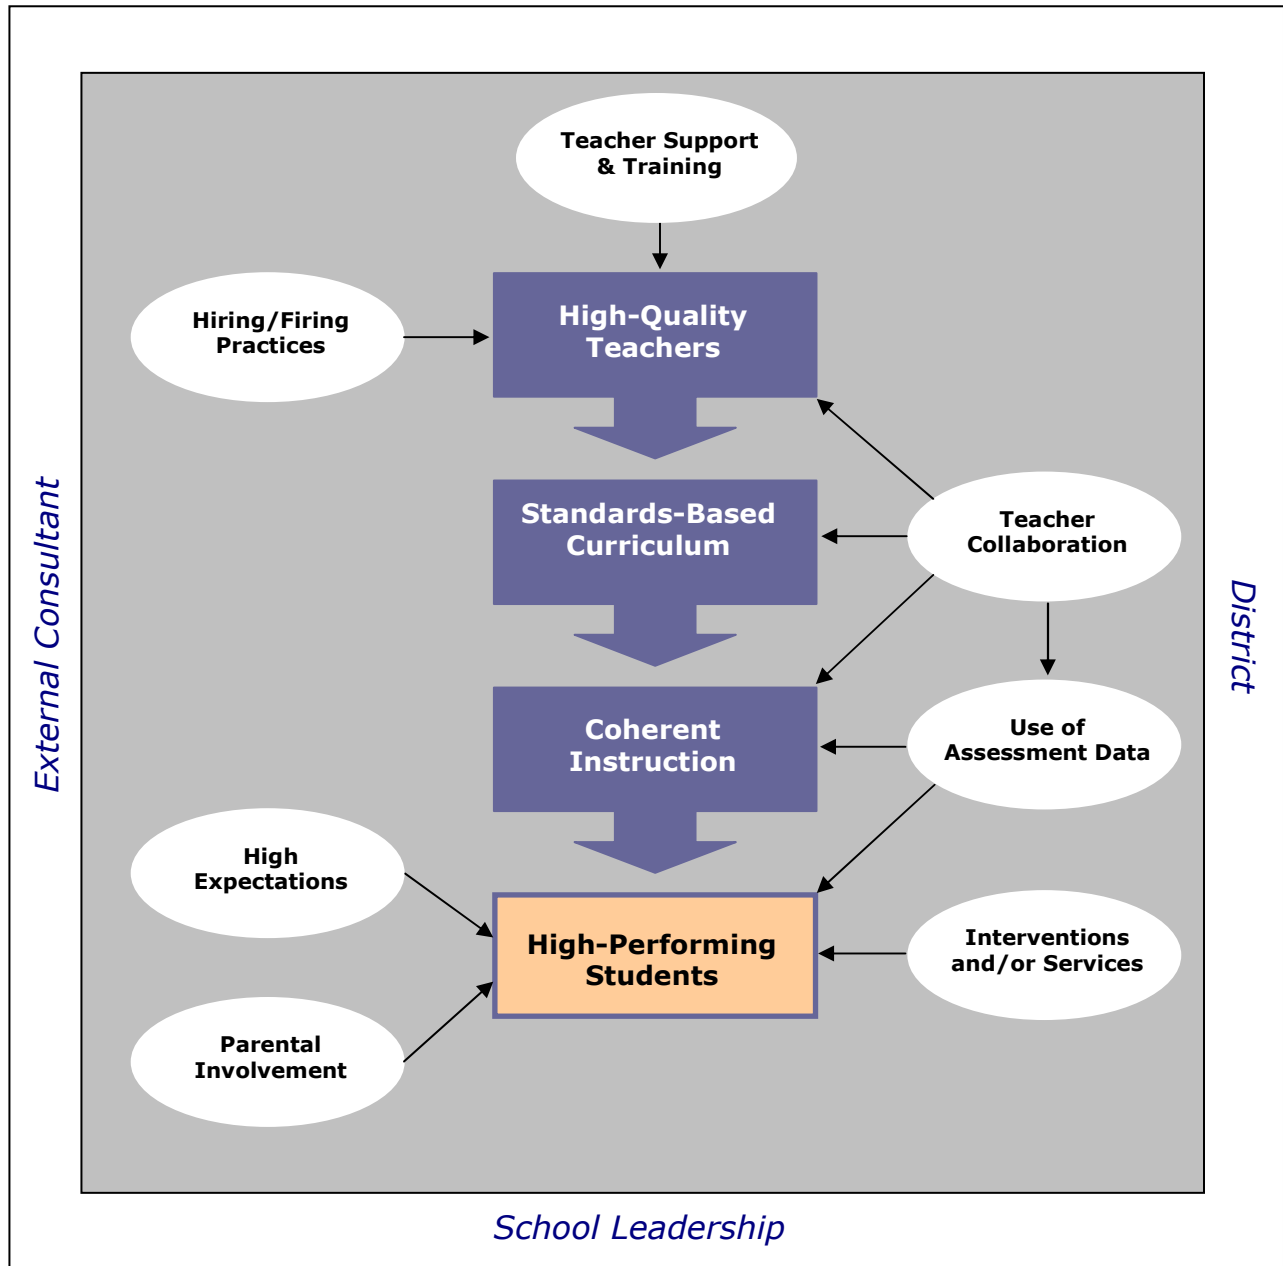 Teacher Support
& Training
Hiring/Firing
Practices
High-Quality
Teachers
Standards-Based
Curriculum
Teacher
Collaboration
External Consultant
District
Coherent
Instruction
Use of
Assessment Data
High
Expectations
High-Performing
Students
Interventions
and/or Services
Parental
Involvement
School Leadership